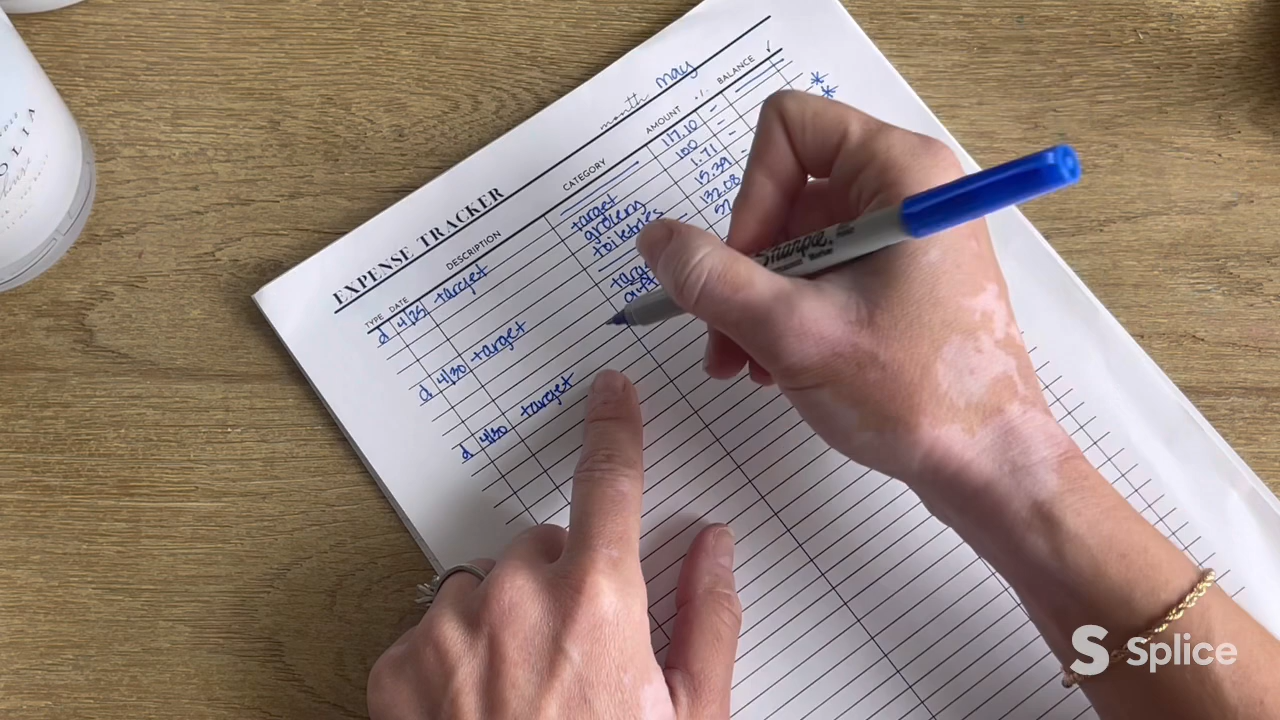 month may
EXPENSE TRACKER
TYPE DATE DESCRIPTION CATEGORY AMOUNT +/- BALANCE ✓
d 4/25 target target 117.10 -
100 -
toiletries 1.71 -
15.39
d 4/30 target target 132.08
d 4/30 target
Sharpie
Splice